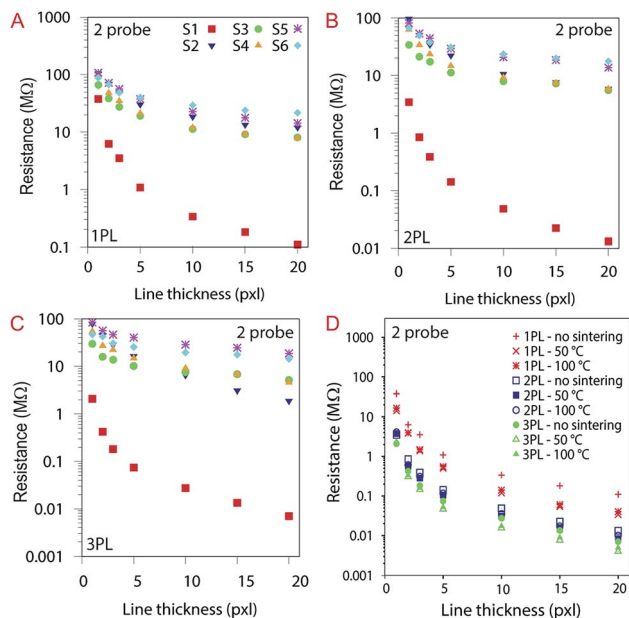 A
2 probe
S1 S3 S5
S2 S4 S6
Resistance (MΩ)
100
10
1
0.1
1PL
0 5 10 15 20
Line thickness (pxl)
B
2 probe
Resistance (MΩ)
100
10
1
0.1
0.01
2PL
0 5 10 15 20
Line thickness (pxl)
C
2 probe
Resistance (MΩ)
100
10
1
0.1
0.01
0.001
3PL
0 5 10 15 20
Line thickness (pxl)
D
2 probe
1PL - no sintering
1PL - 50 °C
1PL - 100 °C
2PL - no sintering
2PL - 50 °C
2PL - 100 °C
3PL - no sintering
3PL - 50 °C
3PL - 100 °C
Resistance (MΩ)
1000
100
10
1
0.1
0.01
0.001
0 5 10 15 20
Line thickness (pxl)